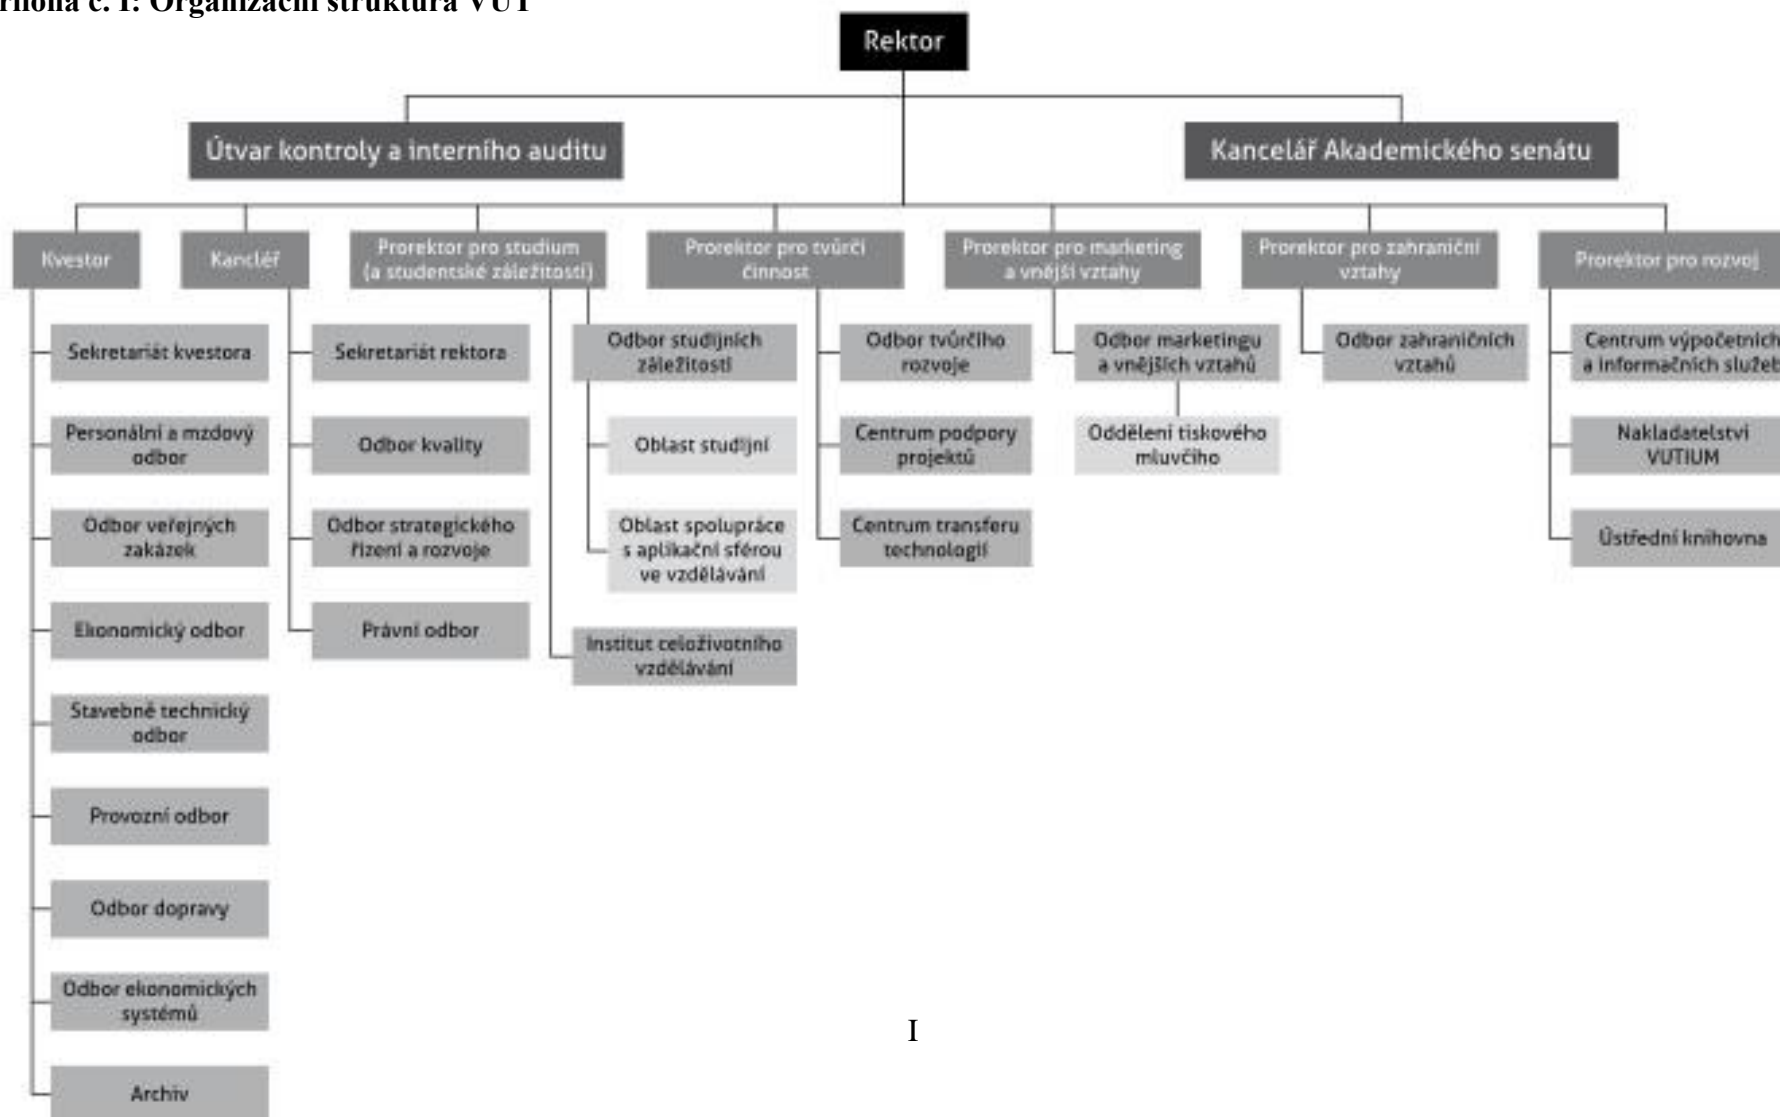 č. 1: Organizační struktura VUT
Rektor
Útvar kontroly a interního auditu
Kancelář Akademického senátu
Kvestor
Kancléř
Prorektor pro studium
(a studentské záležitosti)
Prorektor pro tvůrčí
činnost
Prorektor pro marketing
a vnější vztahy
Prorektor pro zahraniční
vztahy
Prorektor pro rozvoj
Sekretariát kvestora
Personální a mzdový
odbor
Odbor veřejných
zakázek
Ekonomický odbor
Stavebně technický
odbor
Provozní odbor
Odbor dopravy
Odbor ekonomických
systémů
Archiv
Sekretariát rektora
Odbor kvality
Odbor strategického
řízení a rozvoje
Právní odbor
Odbor studijních
záležitostí
Oblast studijní
Oblast spolupráce
s aplikační sférou
ve vzdělávání
Institut celoživotního
vzdělávání
Odbor tvůrčího
rozvoje
Centrum podpory
projektů
Centrum transferu
technologií
Odbor marketingu
a vnějších vztahů
Oddělení tiskového
mluvčího
Odbor zahraničních
vztahů
Centrum výpočetních
a informačních služeb
Nakladatelství
VUTIUM
Ústřední knihovna
I